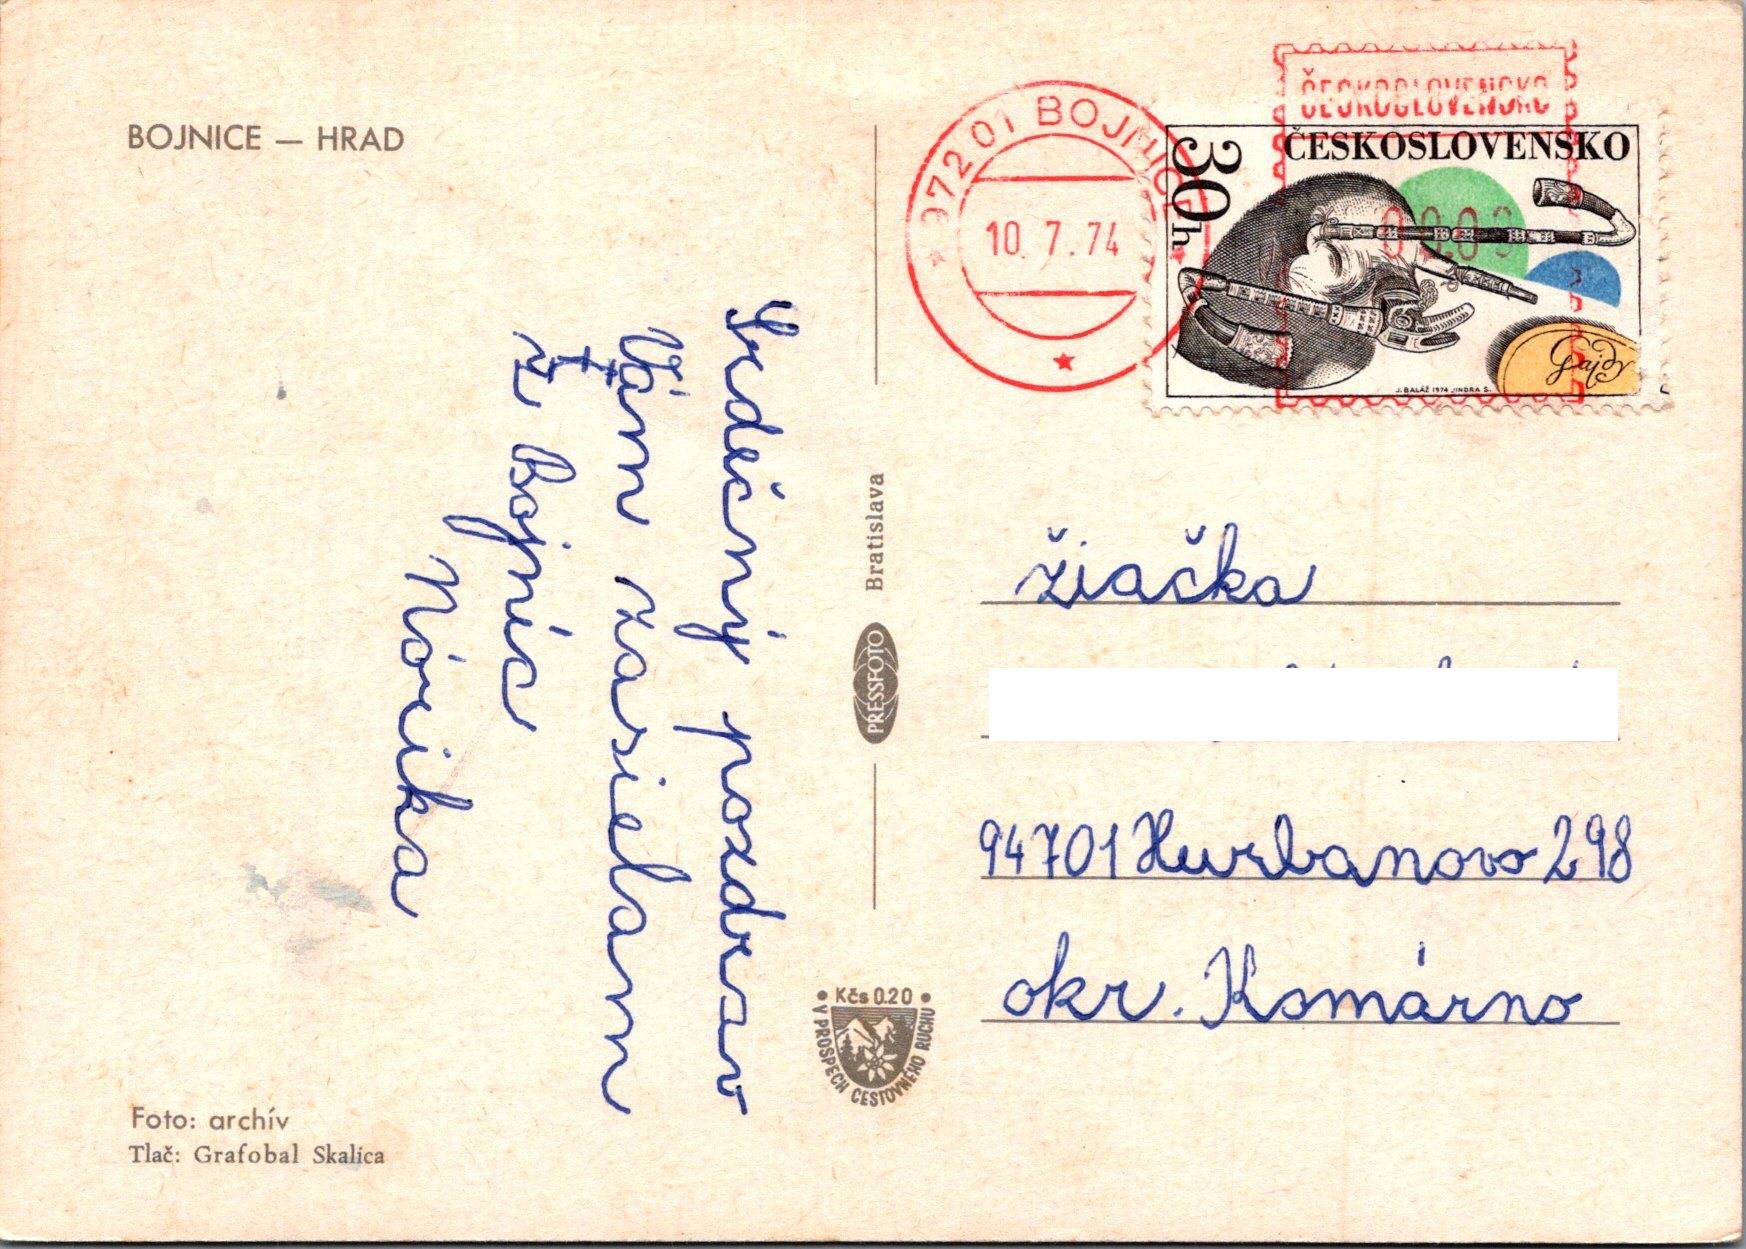 BOJNICE — HRAD
Srdečný pozdrav
Vám zasielam
z Bojníc
Nórika
Foto: archív
Tlač: Grafobal Skalica
PRESSFOTO Bratislava
• Kčs 0.20 •
V PROSPECH CESTOVNÉHO RUCHU
972 01 BOJNICE
10. 7. 74
ČESKOSLOVENSKO
ČESKOSLOVENSKO
30 h
Gajdy
J. BALÁŽ 1974 JINDRA S.
žiačka
94701 Hurbanovo 298
okr. Komárno